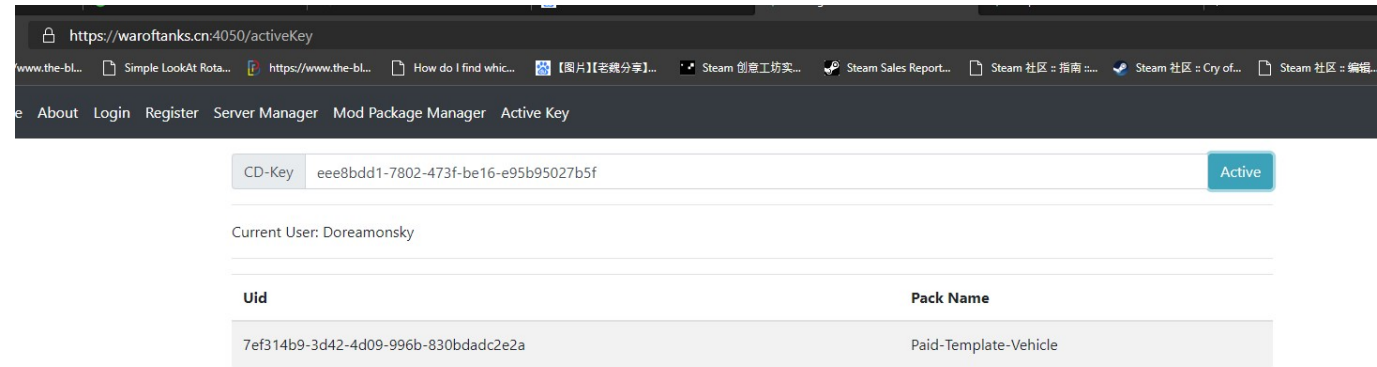 https://waroftanks.cn:4050/activeKey
/www.the-bl... Simple LookAt Rota... https://www.the-bl... How do I find whic... 【图片】【老魏分享】... Steam 创意工坊实... Steam Sales Report... Steam 社区 :: 指南 ::... Steam 社区 :: Cry of... Steam 社区 :: 编辑...
e About Login Register Server Manager Mod Package Manager Active Key
CD-Key eee8bdd1-7802-473f-be16-e95b95027b5f Active
Current User: Doreamonsky
Uid Pack Name
7ef314b9-3d42-4d09-996b-830bdadc2e2a Paid-Template-Vehicle